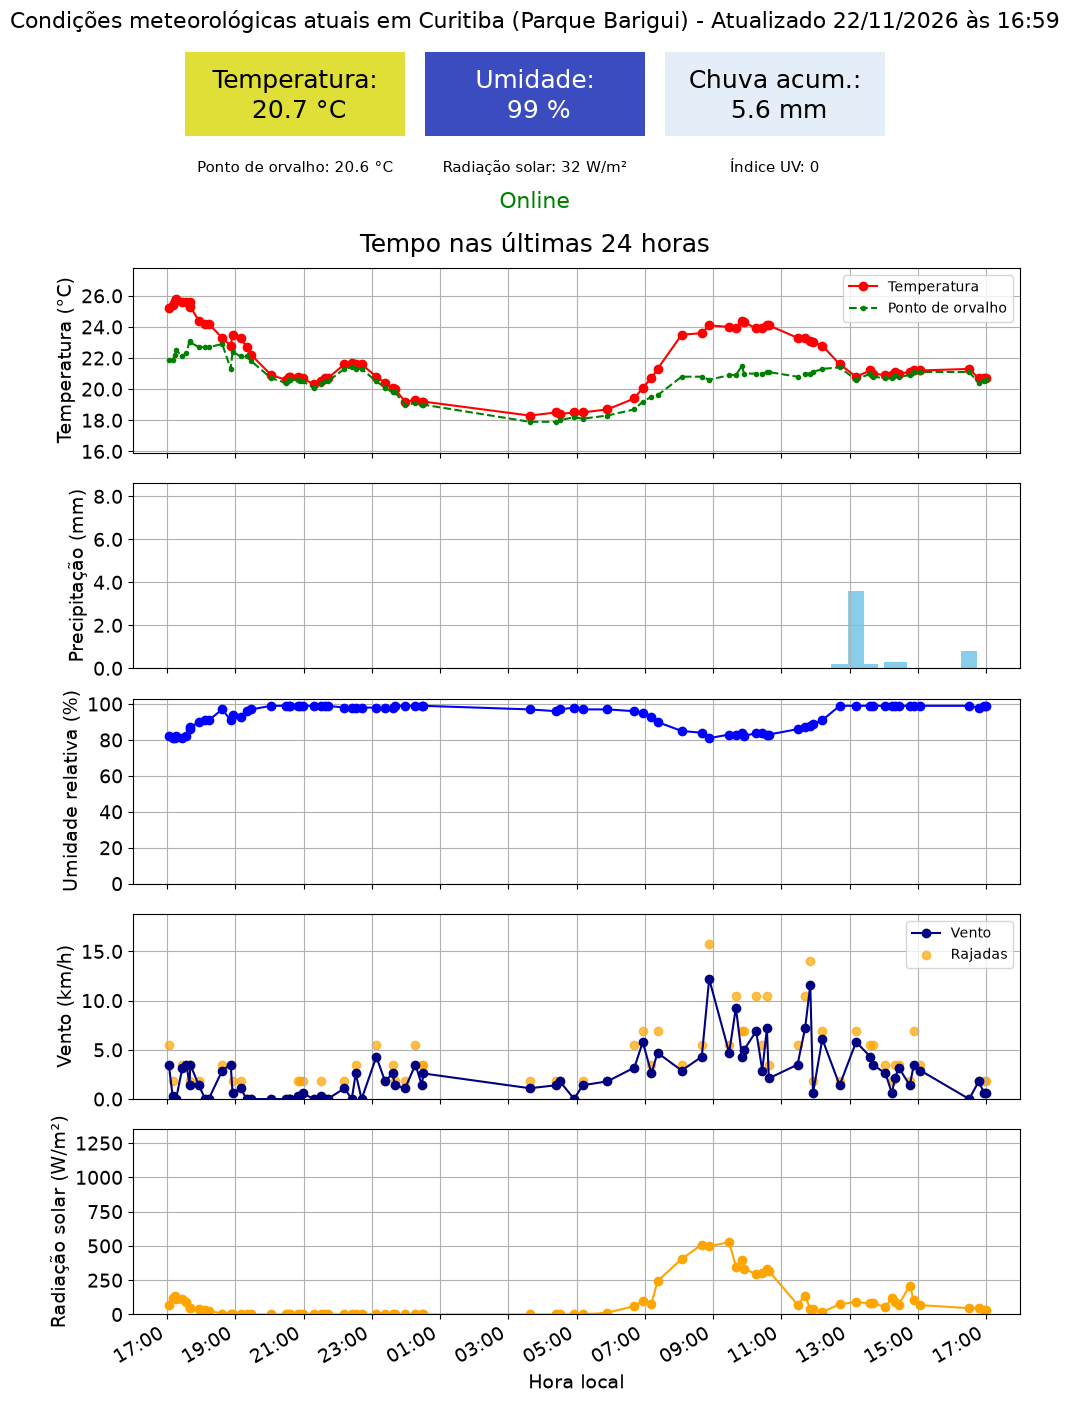 Condições meteorológicas atuais em Curitiba (Parque Barigui) - Atualizado 22/11/2026 às 16:59
Temperatura:
20.7 °C
Umidade:
99 %
Chuva acum.:
5.6 mm
Ponto de orvalho: 20.6 °C
Radiação solar: 32 W/m²
Índice UV: 0
Online
Tempo nas últimas 24 horas
Temperatura (°C)
26.0
24.0
22.0
20.0
18.0
16.0
Temperatura
Ponto de orvalho
Precipitação (mm)
8.0
6.0
4.0
2.0
0.0
Umidade relativa (%)
100
80
60
40
20
0
Vento (km/h)
15.0
10.0
5.0
0.0
Vento
Rajadas
Radiação solar (W/m²)
1250
1000
750
500
250
0
17:00
19:00
21:00
23:00
01:00
03:00
05:00
07:00
09:00
11:00
13:00
15:00
17:00
Hora local